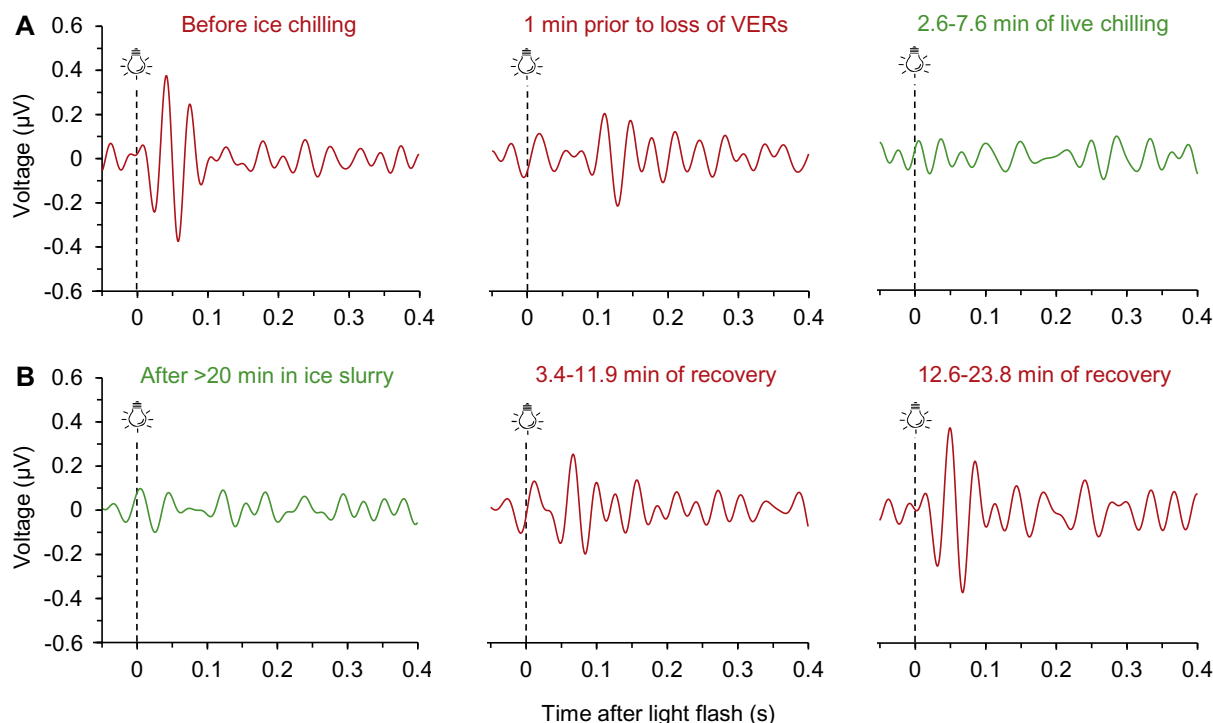 A
Before ice chilling
1 min prior to loss of VERs
2.6-7.6 min of live chilling
Voltage (µV)
0.6
0.4
0.2
0
-0.2
-0.4
-0.6
0 0.1 0.2 0.3 0.4
0 0.1 0.2 0.3 0.4
0 0.1 0.2 0.3 0.4
B
After >20 min in ice slurry
3.4-11.9 min of recovery
12.6-23.8 min of recovery
Voltage (µV)
0.6
0.4
0.2
0
-0.2
-0.4
-0.6
0 0.1 0.2 0.3 0.4
0 0.1 0.2 0.3 0.4
0 0.1 0.2 0.3 0.4
Time after light flash (s)